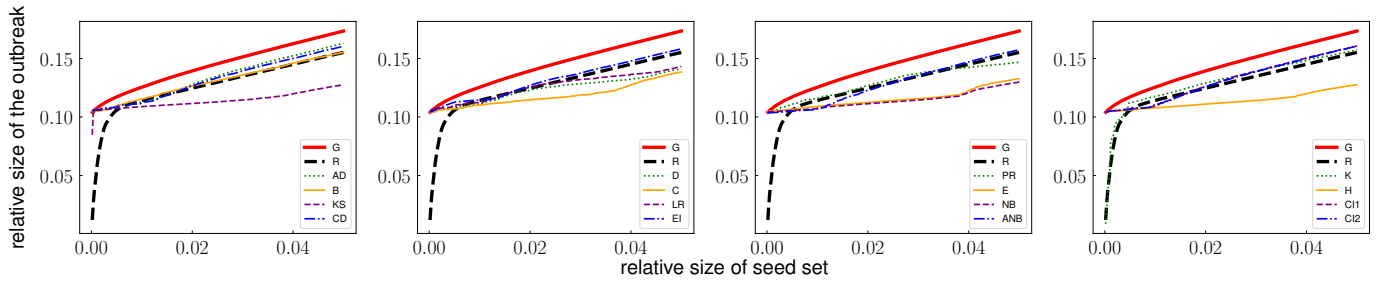 relative size of the outbreak
0.15
0.10
0.05
0.00
0.02
0.04
G
R
AD
B
KS
CD
0.15
0.10
0.05
0.00
0.02
0.04
G
R
D
C
LR
EI
0.15
0.10
0.05
0.00
0.02
0.04
G
R
PR
E
NB
ANB
0.15
0.10
0.05
0.00
0.02
0.04
G
R
K
H
CI1
CI2
relative size of seed set